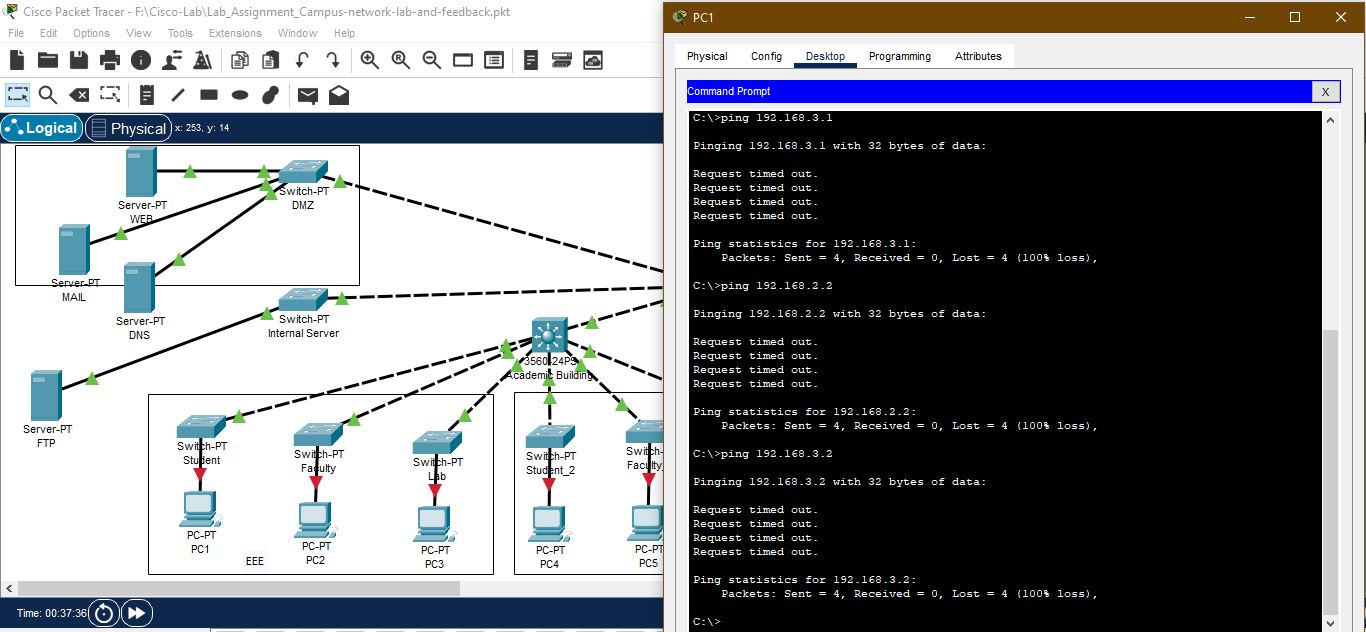 Cisco Packet Tracer - F:\Cisco-Lab\Lab_Assignment_Campus-network-lab-and-feedback.pkt
File Edit Options View Tools Extensions Window Help
Logical Physical x: 253, y: 14
Server-PT
WEB
Switch-PT
DMZ
Server-PT
MAIL
Server-PT
DNS
Switch-PT
Internal Server
3560-24PS
Academic Building
Server-PT
FTP
Switch-PT
Student
Switch-PT
Faculty
Switch-PT
Lab
Switch-PT
Student_2
Switch-
Faculty_
PC-PT
PC1
PC-PT
PC2
PC-PT
PC3
PC-PT
PC4
PC-PT
PC5
EEE
Time: 00:37:36
PC1
Physical Config Desktop Programming Attributes
Command Prompt
X
C:\>ping 192.168.3.1
Pinging 192.168.3.1 with 32 bytes of data:
Request timed out.
Request timed out.
Request timed out.
Request timed out.
Ping statistics for 192.168.3.1:
Packets: Sent = 4, Received = 0, Lost = 4 (100% loss),
C:\>ping 192.168.2.2
Pinging 192.168.2.2 with 32 bytes of data:
Request timed out.
Request timed out.
Request timed out.
Request timed out.
Ping statistics for 192.168.2.2:
Packets: Sent = 4, Received = 0, Lost = 4 (100% loss),
C:\>ping 192.168.3.2
Pinging 192.168.3.2 with 32 bytes of data:
Request timed out.
Request timed out.
Request timed out.
Request timed out.
Ping statistics for 192.168.3.2:
Packets: Sent = 4, Received = 0, Lost = 4 (100% loss),
C:\>